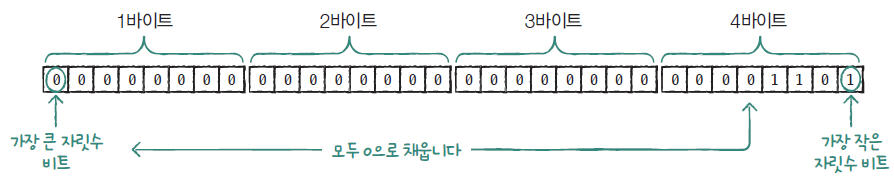 1바이트 2바이트 3바이트 4바이트
0 0 0 0 0 0 0 0 0 0 0 0 0 0 0 0 0 0 0 0 0 0 0 0 0 0 0 0 1 1 0 1
가장 큰 자릿수
비트
모두 0으로 채웁니다
가장 작은
자릿수 비트